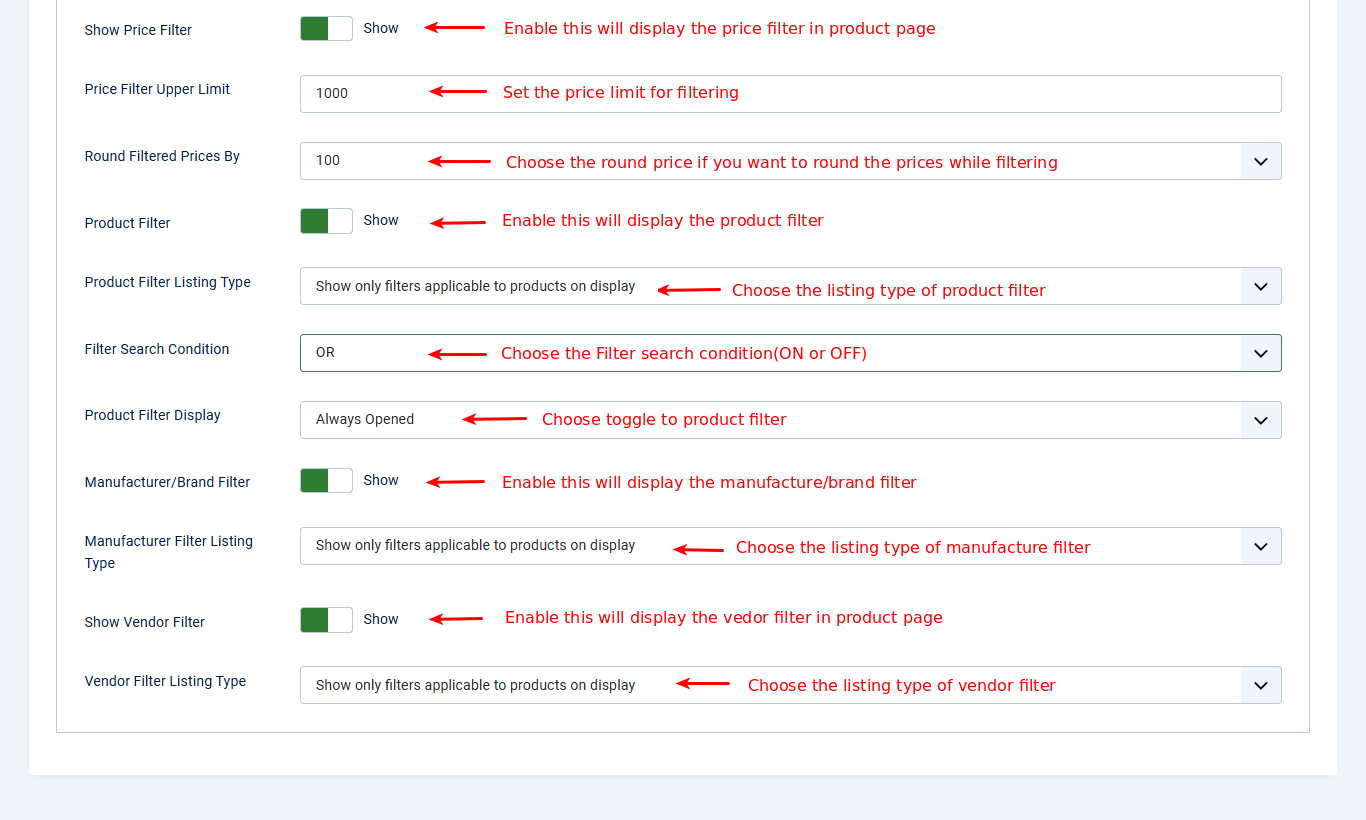 Show Price Filter Show Enable this will display the price filter in product page
Price Filter Upper Limit 1000 Set the price limit for filtering
Round Filtered Prices By 100 Choose the round price if you want to round the prices while filtering
Product Filter Show Enable this will display the product filter
Product Filter Listing Type Show only filters applicable to products on display Choose the listing type of product filter
Filter Search Condition OR Choose the Filter search condition(ON or OFF)
Product Filter Display Always Opened Choose toggle to product filter
Manufacturer/Brand Filter Show Enable this will display the manufacture/brand filter
Manufacturer Filter Listing Show only filters applicable to products on display Choose the listing type of manufacture filter
Type
Show Vendor Filter Show Enable this will display the vedor filter in product page
Vendor Filter Listing Type Show only filters applicable to products on display Choose the listing type of vendor filter